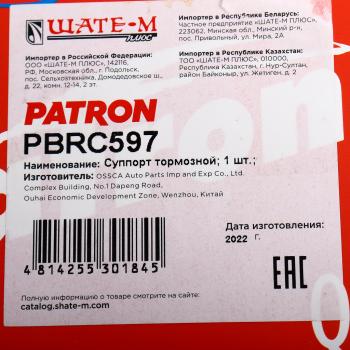 ШАТЕ-М
ПЛЮС
Импортер в Республику Беларусь:
Частное предприятие «ШАТЕ-М ПЛЮС»,
223062, Минская обл., Минский р-н,
пос. Привольный, ул. Мира, 2А
Импортер в Российской Федерации:
ООО «ШАТЕ-М ПЛЮС», 142116,
РФ, Московская обл., г. Подольск,
пос. Сельхозтехника, Домодедовское ш.,
д. 22, комн. 12-14, 2 эт.
Импортер в Республику Казахстан:
ТОО «ШАТЕ-М ПЛЮС», 010000,
Республика Казахстан, г. Нур-Султан,
район Байконыр, ул. Жетиген, д. 2
PATRON
PBRC597
Наименование: Суппорт тормозной; 1 шт.;
Изготовитель: OSSCA Auto Parts Imp and Exp Co., Ltd.
Complex Building, No.1 Dapeng Road,
Ouhai Economic Development Zone, Wenzhou, Китай
Дата изготовления:
2022 г.
4 814255 301845
EAC
Полную информацию о товаре смотрите на сайте:
catalog.shate-m.com
Q